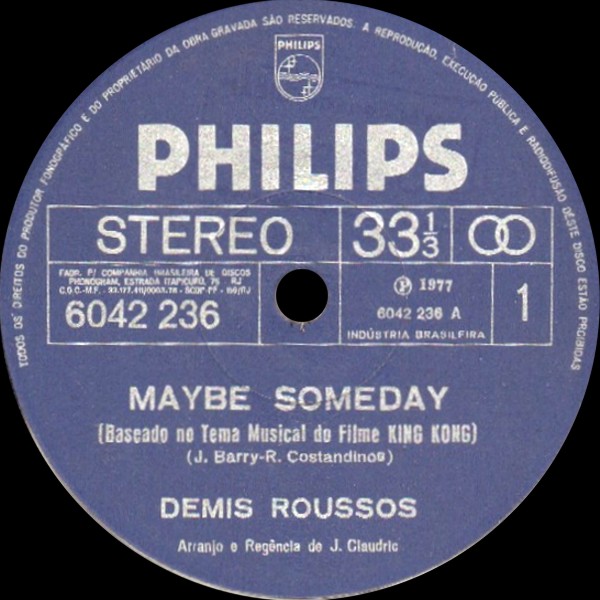 TODOS OS DIREITOS DO PRODUTOR FONOGRÁFICO E DO PROPRIETÁRIO DA OBRA GRAVADA SÃO RESERVADOS. A REPRODUÇÃO, EXECUÇÃO PÚBLICA E RADIODIFUSÃO DESTE DISCO ESTÃO PROIBIDAS
PHILIPS
PHILIPS
STEREO
33 1/3
FABR. P/ COMPANHIA BRASILEIRA DE DISCOS
PHONOGRAM, ESTRADA ITAPICURU, 75 RJ
6042 236
℗ 1977
6042 236 A
INDÚSTRIA BRASILEIRA
1
MAYBE SOMEDAY
(Baseado no Tema Musical do Filme KING KONG)
(J. Barry-R. Costandinos)
DEMIS ROUSSOS
Arranjo e Regência de J. Claudric